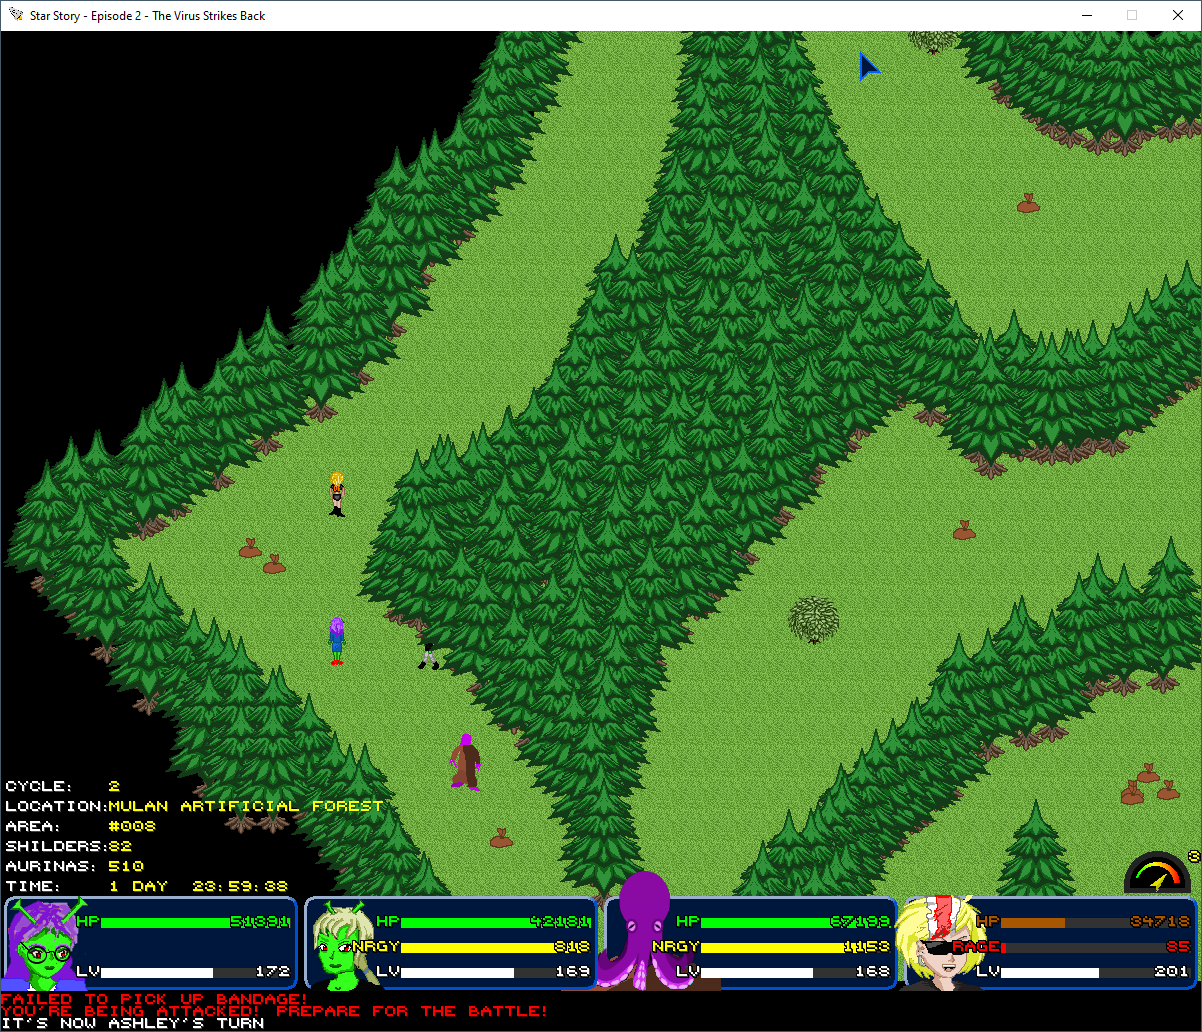 Star Story - Episode 2 - The Virus Strikes Back
CYCLE: 2
LOCATION:MULAN ARTIFICIAL FOREST
AREA: #008
SHILDERS:82
AURINAS: 510
TIME: 1 DAY 23:59:38
3
HP 51391
LV 172
HP 42181
NRGY 818
LV 169
HP 67199
NRGY 1153
LV 168
HP 34718
RAGE 85
LV 201
FAILED TO PICK UP BANDAGE!
YOU'RE BEING ATTACKED! PREPARE FOR THE BATTLE!
IT'S NOW ASHLEY'S TURN